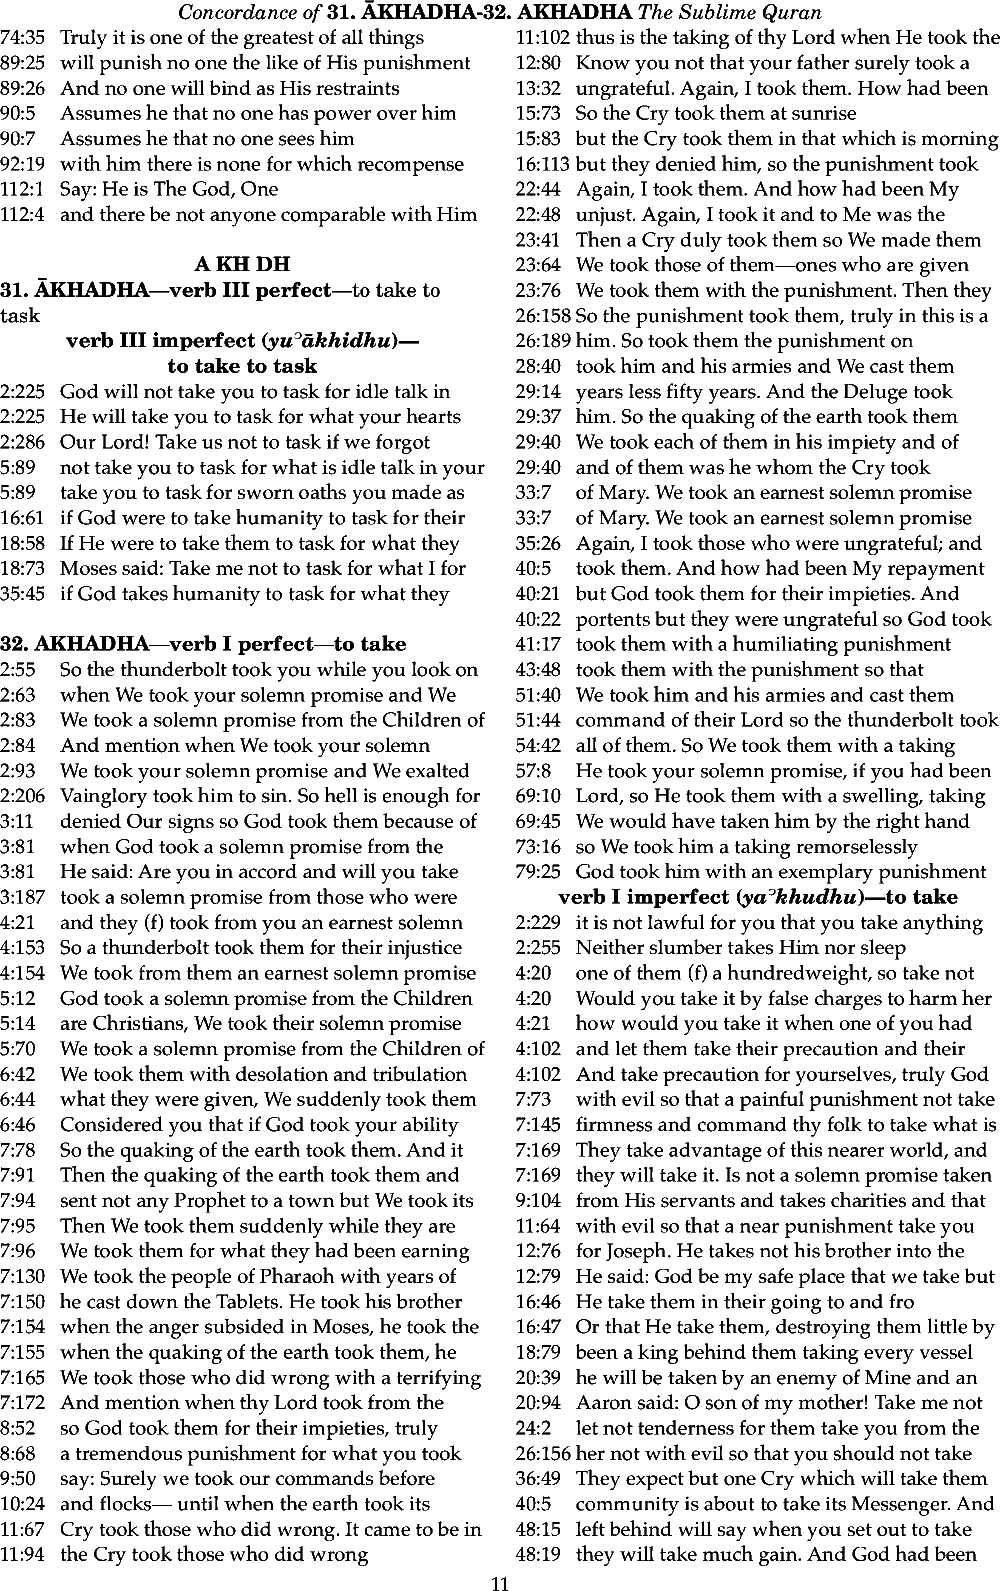 Concordance of 31. ĀKHADHA-32. AKHADHA The Sublime Quran
74:35 Truly it is one of the greatest of all things
89:25 will punish no one the like of His punishment
89:26 And no one will bind as His restraints
90:5 Assumes he that no one has power over him
90:7 Assumes he that no one sees him
92:19 with him there is none for which recompense
112:1 Say: He is The God, One
112:4 and there be not anyone comparable with Him
A KH DH
31. ĀKHADHA—verb III perfect—to take to
task
verb III imperfect (yuʾākhidhu)—
to take to task
2:225 God will not take you to task for idle talk in
2:225 He will take you to task for what your hearts
2:286 Our Lord! Take us not to task if we forgot
5:89 not take you to task for what is idle talk in your
5:89 take you to task for sworn oaths you made as
16:61 if God were to take humanity to task for their
18:58 If He were to take them to task for what they
18:73 Moses said: Take me not to task for what I for
35:45 if God takes humanity to task for what they
32. AKHADHA—verb I perfect—to take
2:55 So the thunderbolt took you while you look on
2:63 when We took your solemn promise and We
2:83 We took a solemn promise from the Children of
2:84 And mention when We took your solemn
2:93 We took your solemn promise and We exalted
2:206 Vainglory took him to sin. So hell is enough for
3:11 denied Our signs so God took them because of
3:81 when God took a solemn promise from the
3:81 He said: Are you in accord and will you take
3:187 took a solemn promise from those who were
4:21 and they (f) took from you an earnest solemn
4:153 So a thunderbolt took them for their injustice
4:154 We took from them an earnest solemn promise
5:12 God took a solemn promise from the Children
5:14 are Christians, We took their solemn promise
5:70 We took a solemn promise from the Children of
6:42 We took them with desolation and tribulation
6:44 what they were given, We suddenly took them
6:46 Considered you that if God took your ability
7:78 So the quaking of the earth took them. And it
7:91 Then the quaking of the earth took them and
7:94 sent not any Prophet to a town but We took its
7:95 Then We took them suddenly while they are
7:96 We took them for what they had been earning
7:130 We took the people of Pharaoh with years of
7:150 he cast down the Tablets. He took his brother
7:154 when the anger subsided in Moses, he took the
7:155 when the quaking of the earth took them, he
7:165 We took those who did wrong with a terrifying
7:172 And mention when thy Lord took from the
8:52 so God took them for their impieties, truly
8:68 a tremendous punishment for what you took
9:50 say: Surely we took our commands before
10:24 and flocks— until when the earth took its
11:67 Cry took those who did wrong. It came to be in
11:94 the Cry took those who did wrong
11:102 thus is the taking of thy Lord when He took the
12:80 Know you not that your father surely took a
13:32 ungrateful. Again, I took them. How had been
15:73 So the Cry took them at sunrise
15:83 but the Cry took them in that which is morning
16:113 but they denied him, so the punishment took
22:44 Again, I took them. And how had been My
22:48 unjust. Again, I took it and to Me was the
23:41 Then a Cry duly took them so We made them
23:64 We took those of them—ones who are given
23:76 We took them with the punishment. Then they
26:158 So the punishment took them, truly in this is a
26:189 him. So took them the punishment on
28:40 took him and his armies and We cast them
29:14 years less fifty years. And the Deluge took
29:37 him. So the quaking of the earth took them
29:40 We took each of them in his impiety and of
29:40 and of them was he whom the Cry took
33:7 of Mary. We took an earnest solemn promise
33:7 of Mary. We took an earnest solemn promise
35:26 Again, I took those who were ungrateful; and
40:5 took them. And how had been My repayment
40:21 but God took them for their impieties. And
40:22 portents but they were ungrateful so God took
41:17 took them with a humiliating punishment
43:48 took them with the punishment so that
51:40 We took him and his armies and cast them
51:44 command of their Lord so the thunderbolt took
54:42 all of them. So We took them with a taking
57:8 He took your solemn promise, if you had been
69:10 Lord, so He took them with a swelling, taking
69:45 We would have taken him by the right hand
73:16 so We took him a taking remorselessly
79:25 God took him with an exemplary punishment
verb I imperfect (yaʾkhudhu)—to take
2:229 it is not lawful for you that you take anything
2:255 Neither slumber takes Him nor sleep
4:20 one of them (f) a hundredweight, so take not
4:20 Would you take it by false charges to harm her
4:21 how would you take it when one of you had
4:102 and let them take their precaution and their
4:102 And take precaution for yourselves, truly God
7:73 with evil so that a painful punishment not take
7:145 firmness and command thy folk to take what is
7:169 They take advantage of this nearer world, and
7:169 they will take it. Is not a solemn promise taken
9:104 from His servants and takes charities and that
11:64 with evil so that a near punishment take you
12:76 for Joseph. He takes not his brother into the
12:79 He said: God be my safe place that we take but
16:46 He take them in their going to and fro
16:47 Or that He take them, destroying them little by
18:79 been a king behind them taking every vessel
20:39 he will be taken by an enemy of Mine and an
20:94 Aaron said: O son of my mother! Take me not
24:2 let not tenderness for them take you from the
26:156 her not with evil so that you should not take
36:49 They expect but one Cry which will take them
40:5 community is about to take its Messenger. And
48:15 left behind will say when you set out to take
48:19 they will take much gain. And God had been
11